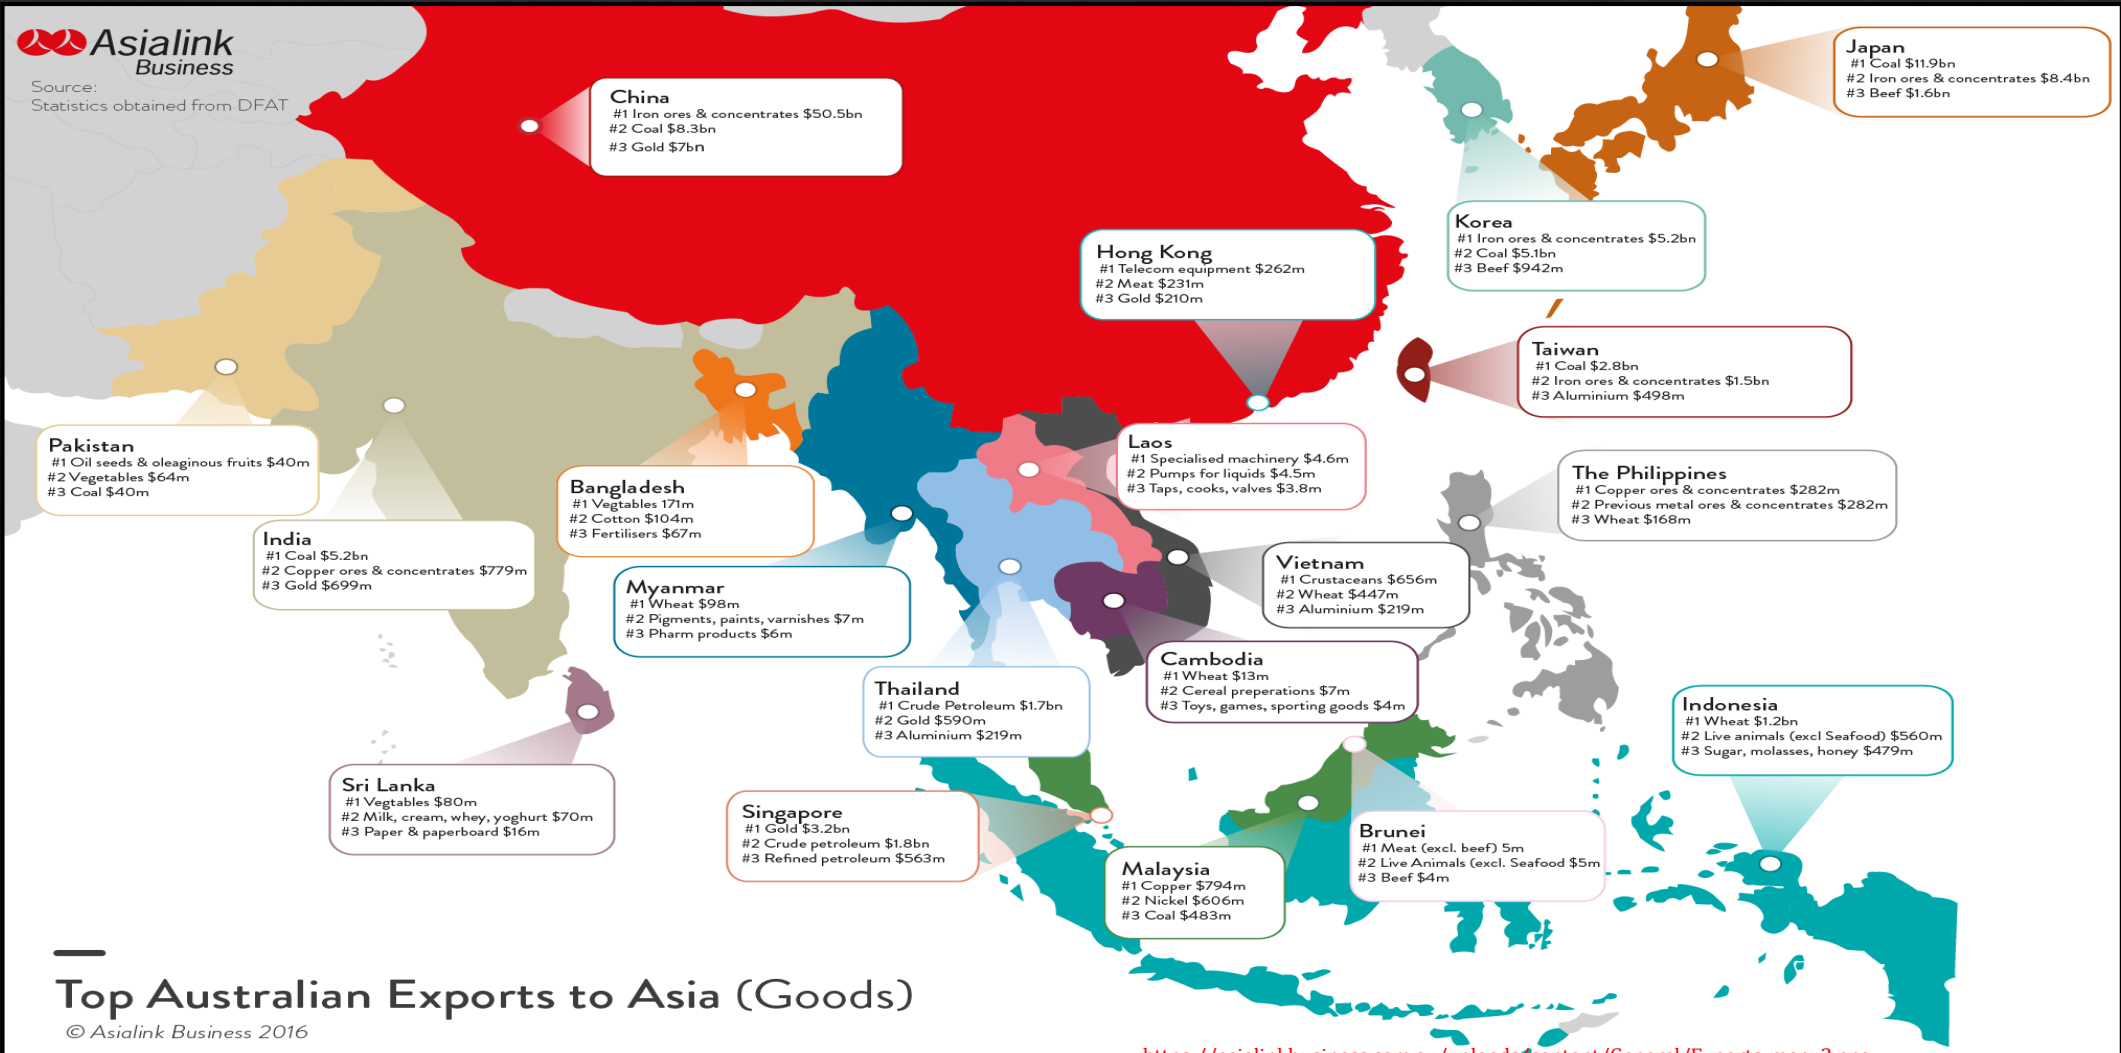 Asialink
Business
Source:
Statistics obtained from DFAT
China
#1 Iron ores & concentrates $50.5bn
#2 Coal $8.3bn
#3 Gold $7bn
Japan
#1 Coal $11.9bn
#2 Iron ores & concentrates $8.4bn
#3 Beef $1.6bn
Korea
#1 Iron ores & concentrates $5.2bn
#2 Coal $5.1bn
#3 Beef $942m
Hong Kong
#1 Telecom equipment $262m
#2 Meat $231m
#3 Gold $210m
Taiwan
#1 Coal $2.8bn
#2 Iron ores & concentrates $1.5bn
#3 Aluminium $498m
Pakistan
#1 Oil seeds & oleaginous fruits $40m
#2 Vegetables $64m
#3 Coal $40m
Laos
#1 Specialised machinery $4.6m
#2 Pumps for liquids $4.5m
#3 Taps, cooks, valves $3.8m
The Philippines
#1 Copper ores & concentrates $282m
#2 Previous metal ores & concentrates $282m
#3 Wheat $168m
Bangladesh
#1 Vegtables 171m
#2 Cotton $104m
#3 Fertilisers $67m
India
#1 Coal $5.2bn
#2 Copper ores & concentrates $779m
#3 Gold $699m
Vietnam
#1 Crustaceans $656m
#2 Wheat $447m
#3 Aluminium $219m
Myanmar
#1 Wheat $98m
#2 Pigments, paints, varnishes $7m
#3 Pharm products $6m
Cambodia
#1 Wheat $13m
#2 Cereal preperations $7m
#3 Toys, games, sporting goods $4m
Thailand
#1 Crude Petroleum $1.7bn
#2 Gold $590m
#3 Aluminium $219m
Indonesia
#1 Wheat $1.2bn
#2 Live animals (excl Seafood) $560m
#3 Sugar, molasses, honey $479m
Sri Lanka
#1 Vegtables $80m
#2 Milk, cream, whey, yoghurt $70m
#3 Paper & paperboard $16m
Singapore
#1 Gold $3.2bn
#2 Crude petroleum $1.8bn
#3 Refined petroleum $563m
Brunei
#1 Meat (excl. beef) 5m
#2 Live Animals (excl. Seafood $5m
#3 Beef $4m
Malaysia
#1 Copper $794m
#2 Nickel $606m
#3 Coal $483m
Top Australian Exports to Asia (Goods)
© Asialink Business 2016